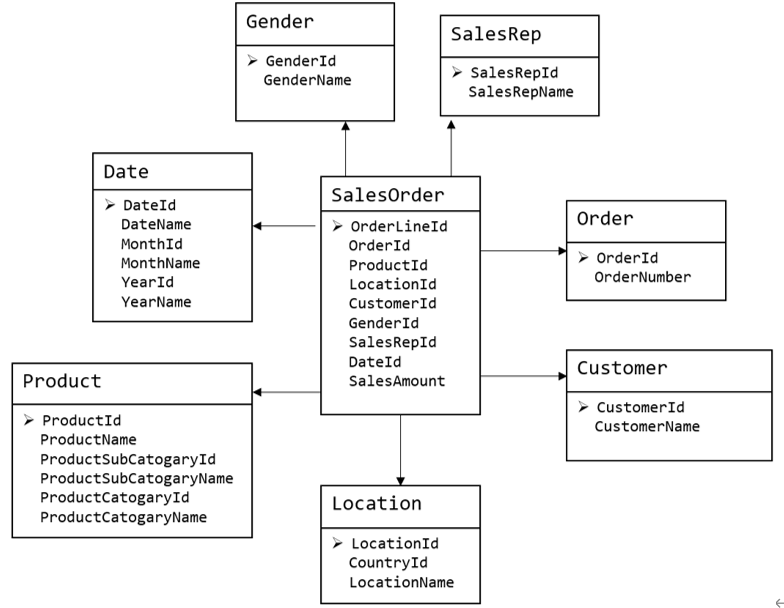 Gender
GenderId
GenderName
SalesRep
SalesRepId
SalesRepName
Date
DateId
DateName
MonthId
MonthName
YearId
YearName
SalesOrder
OrderLineId
OrderId
ProductId
LocationId
CustomerId
GenderId
SalesRepId
DateId
SalesAmount
Order
OrderId
OrderNumber
Product
ProductId
ProductName
ProductSubCatogaryId
ProductSubCatogaryName
ProductCatogaryId
ProductCatogaryName
Customer
CustomerId
CustomerName
Location
LocationId
CountryId
LocationName